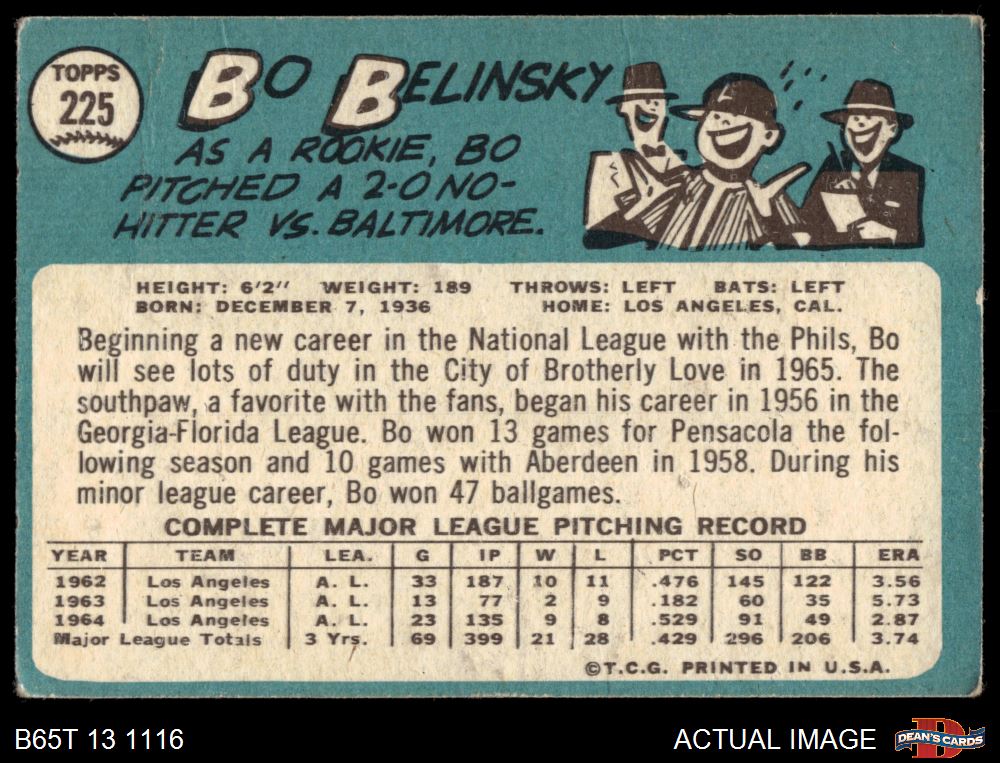 TOPPS
225
BO BELINSKY
AS A ROOKIE, BO
PITCHED A 2-0 NO-
HITTER VS. BALTIMORE.
HEIGHT: 6'2" WEIGHT: 189 THROWS: LEFT BATS: LEFT
BORN: DECEMBER 7, 1936 HOME: LOS ANGELES, CAL.
Beginning a new career in the National League with the Phils, Bo
will see lots of duty in the City of Brotherly Love in 1965. The
southpaw, a favorite with the fans, began his career in 1956 in the
Georgia-Florida League. Bo won 13 games for Pensacola the fol-
lowing season and 10 games with Aberdeen in 1958. During his
minor league career, Bo won 47 ballgames.
COMPLETE MAJOR LEAGUE PITCHING RECORD
YEAR TEAM LEA. G IP W L PCT SO BB ERA
1962 Los Angeles A. L. 33 187 10 11 .476 145 122 3.56
1963 Los Angeles A. L. 13 77 2 9 .182 60 35 5.73
1964 Los Angeles A. L. 23 135 9 8 .529 91 49 2.87
Major League Totals 3 Yrs. 69 399 21 28 .429 296 206 3.74
©T.C.G. PRINTED IN U.S.A.
B65T 13 1116
ACTUAL IMAGE
DEAN'S CARDS